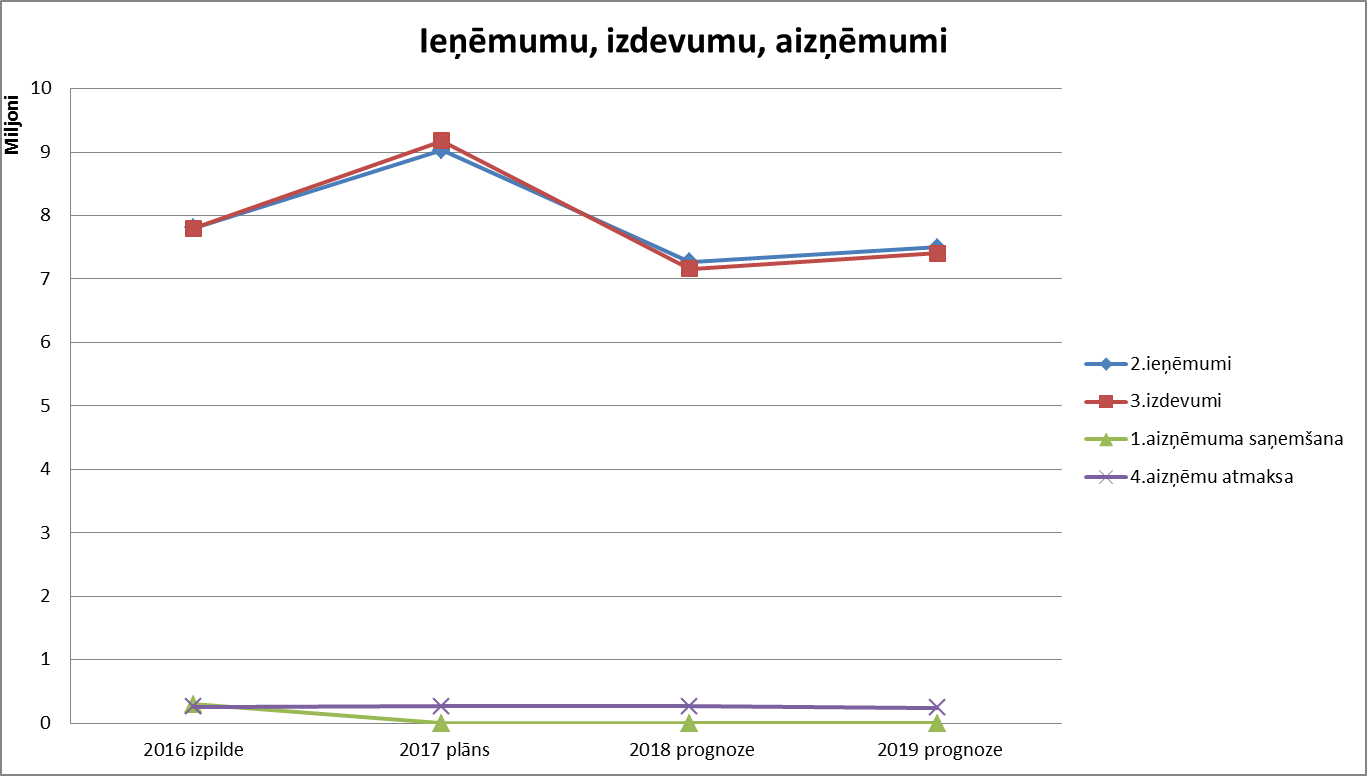 Ieņēmumu, izdevumu, aizņēmumi
Miljoni
10
9
8
7
6
5
4
3
2
1
0
2016 izpilde
2017 plāns
2018 prognoze
2019 prognoze
2.ieņēmumi
3.izdevumi
1.aizņēmuma saņemšana
4.aizņēmu atmaksa